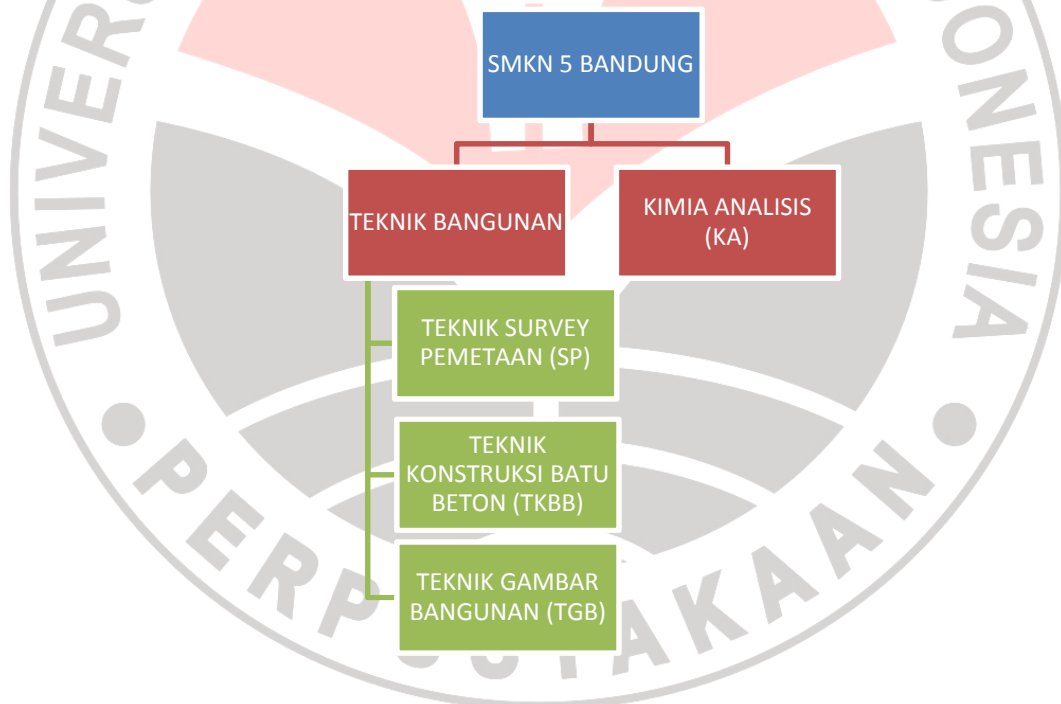 SMKN 5 BANDUNG
TEKNIK BANGUNAN
KIMIA ANALISIS
(KA)
TEKNIK SURVEY
PEMETAAN (SP)
TEKNIK
KONSTRUKSI BATU
BETON (TKBB)
TEKNIK GAMBAR
BANGUNAN (TGB)